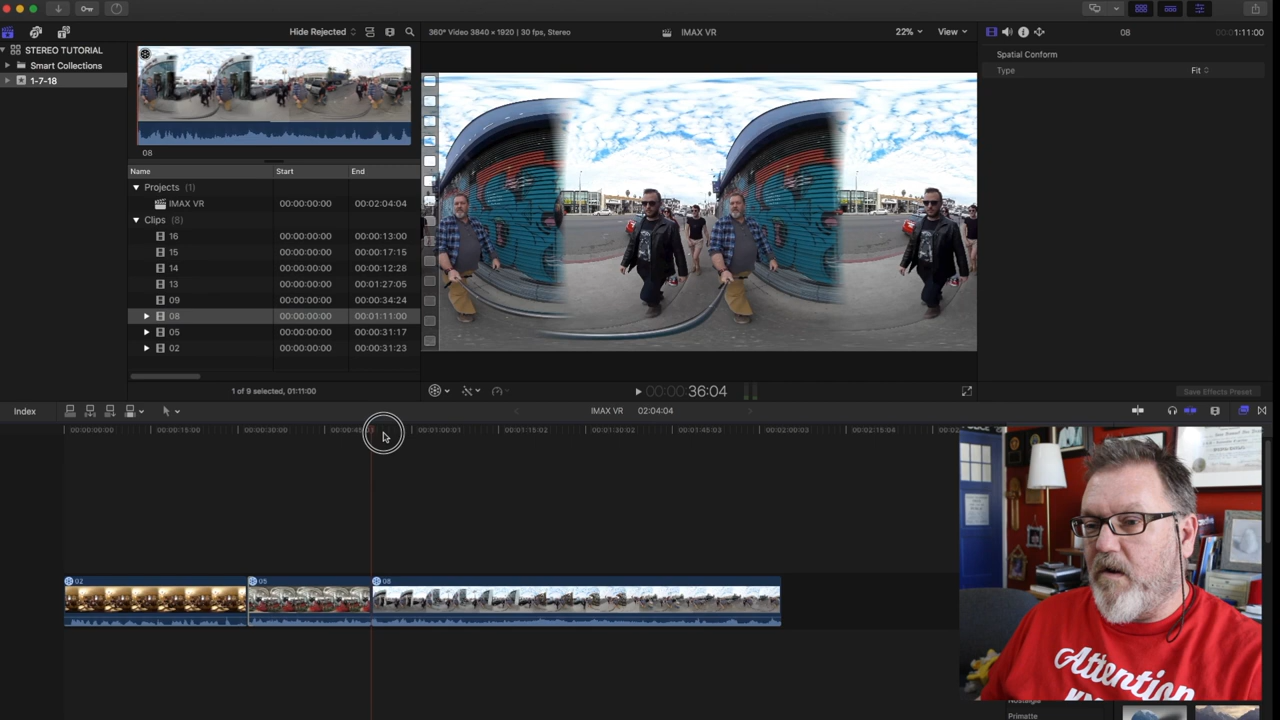 Hide Rejected
360° Video 3840 × 1920 | 30 fps, Stereo
IMAX VR
22%
View
08
1:11:00
STEREO TUTORIAL
Smart Collections
1-7-18
Spatial Conform
Type
Fit
08
Name
Start
End
Projects (1)
IMAX VR
00:00:00:00
00:02:04:04
Clips (8)
16
00:00:00:00
00:00:13:00
15
00:00:00:00
00:00:17:15
14
00:00:00:00
00:00:12:28
13
00:00:00:00
00:01:27:05
09
00:00:00:00
00:00:34:24
08
00:00:00:00
00:01:11:00
05
00:00:00:00
00:00:31:17
02
00:00:00:00
00:00:31:23
1 of 9 selected, 01:11:00
00:00:36:04
Save Effects Preset
Index
IMAX VR
02:04:04
00:00:00:00
00:00:15:00
00:00:30:00
00:00:45
00:01:00:01
00:01:15:02
00:01:30:02
00:01:45:03
00:02:00:03
00:02:15:04
02
05
08
Attention
Nostalgia
Primatte